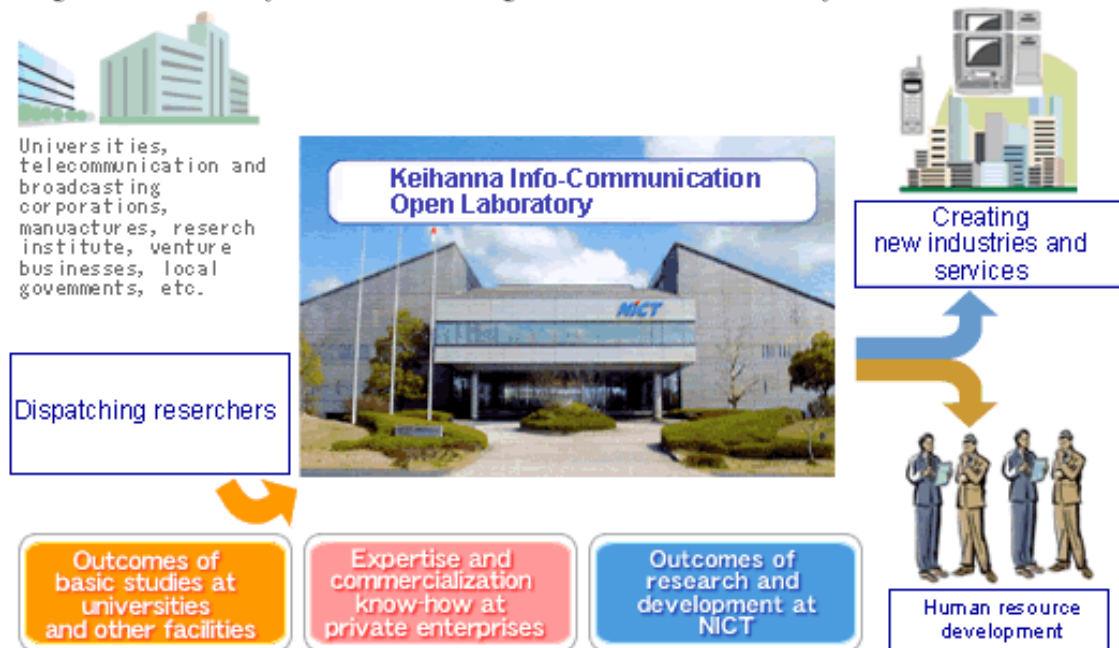 Universities,
telecommunication and
broadcasting
corporations,
manuactures, reserch
institute, venture
businesses, local
govemments, etc.
Dispatching reserchers
Keihanna Info-Communication
Open Laboratory
NiCT
Creating
new industries and
services
Outcomes of
basic studies at
universities
and other facilities
Expertise and
commercialization
know-how at
private enterprises
Outcomes of
research and
development at
NICT
Human resource
development